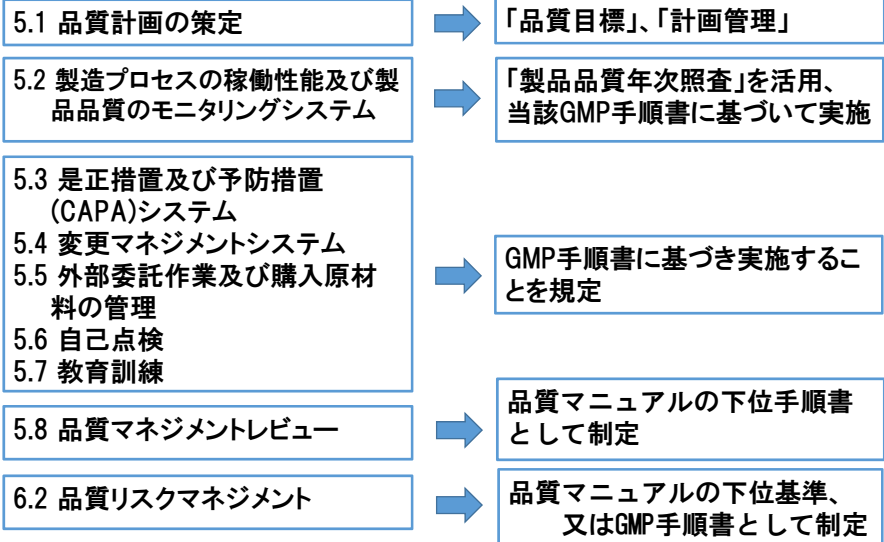 5.1 品質計画の策定
「品質目標」、「計画管理」
5.2 製造プロセスの稼働性能及び製
品品質のモニタリングシステム
「製品品質年次照査」を活用、
当該GMP手順書に基づいて実施
5.3 是正措置及び予防措置
(CAPA)システム
5.4 変更マネジメントシステム
5.5 外部委託作業及び購入原材
料の管理
5.6 自己点検
5.7 教育訓練
GMP手順書に基づき実施するこ
とを規定
5.8 品質マネジメントレビュー
品質マニュアルの下位手順書
として制定
6.2 品質リスクマネジメント
品質マニュアルの下位基準、
又はGMP手順書として制定